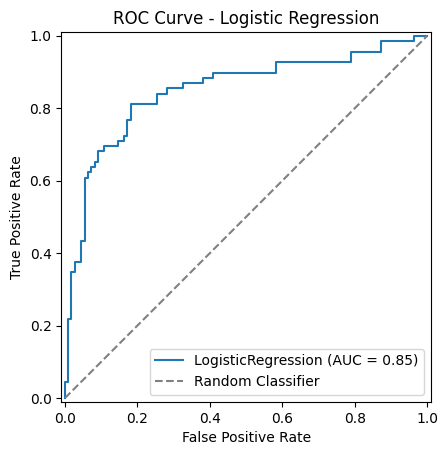 ROC Curve - Logistic Regression
True Positive Rate
1.0
0.8
0.6
0.4
0.2
0.0
LogisticRegression (AUC = 0.85)
Random Classifier
0.0 0.2 0.4 0.6 0.8 1.0
False Positive Rate